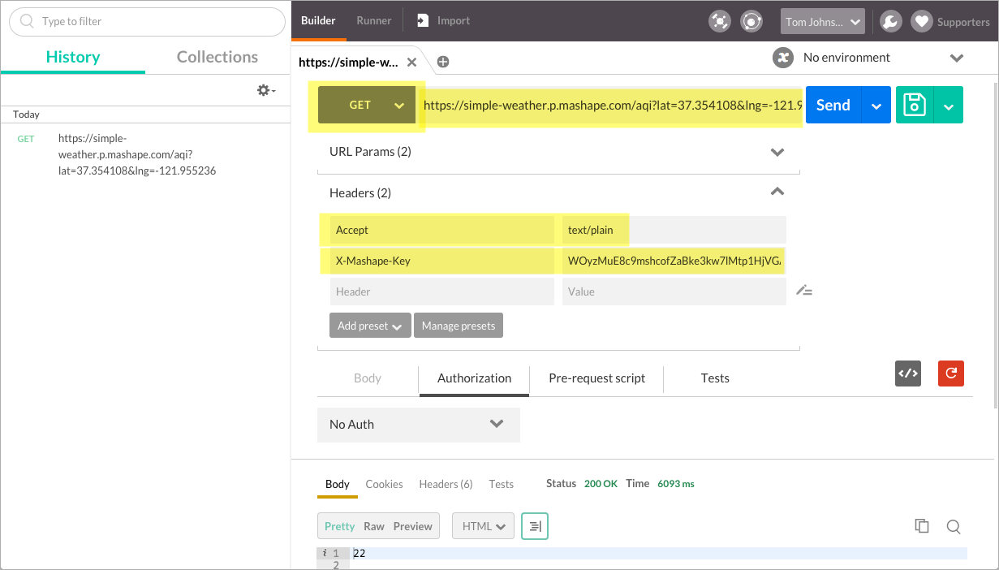 Type to filter
Builder
Runner
Import
Tom Johns...
Supporters
History
Collections
https://simple-w...
No environment
Today
GET
https://simple-
weather.p.mashape.com/aqi?
lat=37.354108&lng=-121.955236
GET
https://simple-weather.p.mashape.com/aqi?lat=37.354108&lng=-121.9
Send
URL Params (2)
Headers (2)
Accept
text/plain
X-Mashape-Key
WOyzMuE8c9mshcofZaBke3kw7lMtp1HjVGA
Header
Value
Add preset
Manage presets
Body
Authorization
Pre-request script
Tests
No Auth
Body
Cookies
Headers (6)
Tests
Status 200 OK Time 6093 ms
Pretty Raw Preview
HTML
i 1 22
2